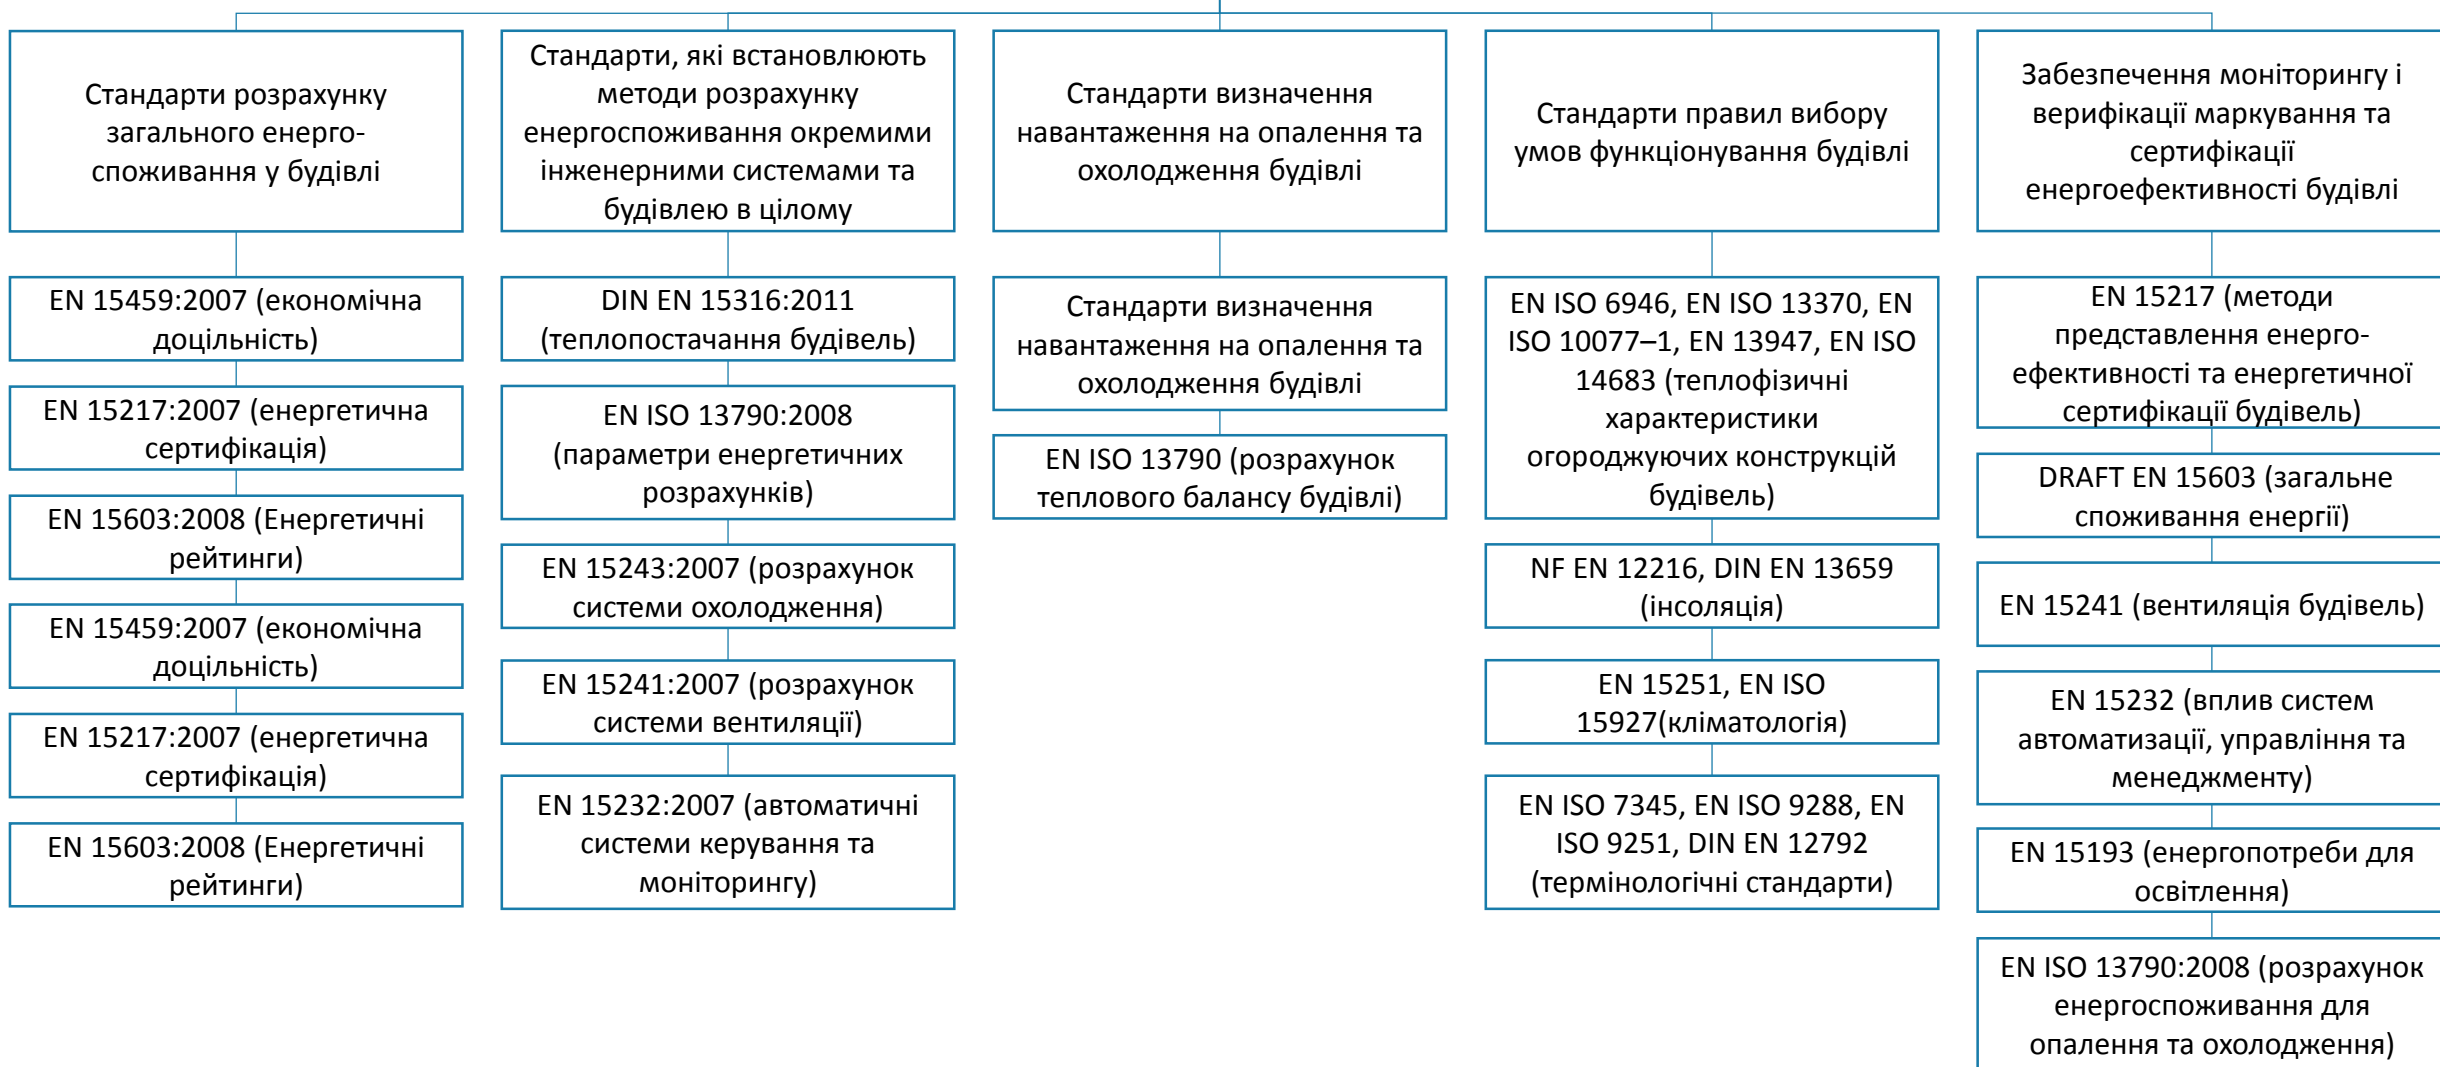 Стандарти розрахунку
загального енерго-
споживання у будівлі
EN 15459:2007 (економічна
доцільність)
EN 15217:2007 (енергетична
сертифікація)
EN 15603:2008 (Енергетичні
рейтинги)
EN 15459:2007 (економічна
доцільність)
EN 15217:2007 (енергетична
сертифікація)
EN 15603:2008 (Енергетичні
рейтинги)
Стандарти, які встановлюють
методи розрахунку
енергоспоживання окремими
інженерними системами та
будівлею в цілому
DIN EN 15316:2011
(теплопостачання будівель)
EN ISO 13790:2008
(параметри енергетичних
розрахунків)
EN 15243:2007 (розрахунок
системи охолодження)
EN 15241:2007 (розрахунок
системи вентиляції)
EN 15232:2007 (автоматичні
системи керування та
моніторингу)
Стандарти визначення
навантаження на опалення та
охолодження будівлі
Стандарти визначення
навантаження на опалення та
охолодження будівлі
EN ISO 13790 (розрахунок
теплового балансу будівлі)
Стандарти правил вибору
умов функціонування будівлі
EN ISO 6946, EN ISO 13370, EN
ISO 10077–1, EN 13947, EN ISO
14683 (теплофізичні
характеристики
огороджуючих конструкцій
будівель)
NF EN 12216, DIN EN 13659
(інсоляція)
EN 15251, EN ISO
15927(кліматологія)
EN ISO 7345, EN ISO 9288, EN
ISO 9251, DIN EN 12792
(термінологічні стандарти)
Забезпечення моніторингу і
верифікації маркування та
сертифікації
енергоефективності будівлі
EN 15217 (методи
представлення енерго-
ефективності та енергетичної
сертифікації будівель)
DRAFT EN 15603 (загальне
споживання енергії)
EN 15241 (вентиляція будівель)
EN 15232 (вплив систем
автоматизації, управління та
менеджменту)
EN 15193 (енергопотреби для
освітлення)
EN ISO 13790:2008 (розрахунок
енергоспоживання для
опалення та охолодження)